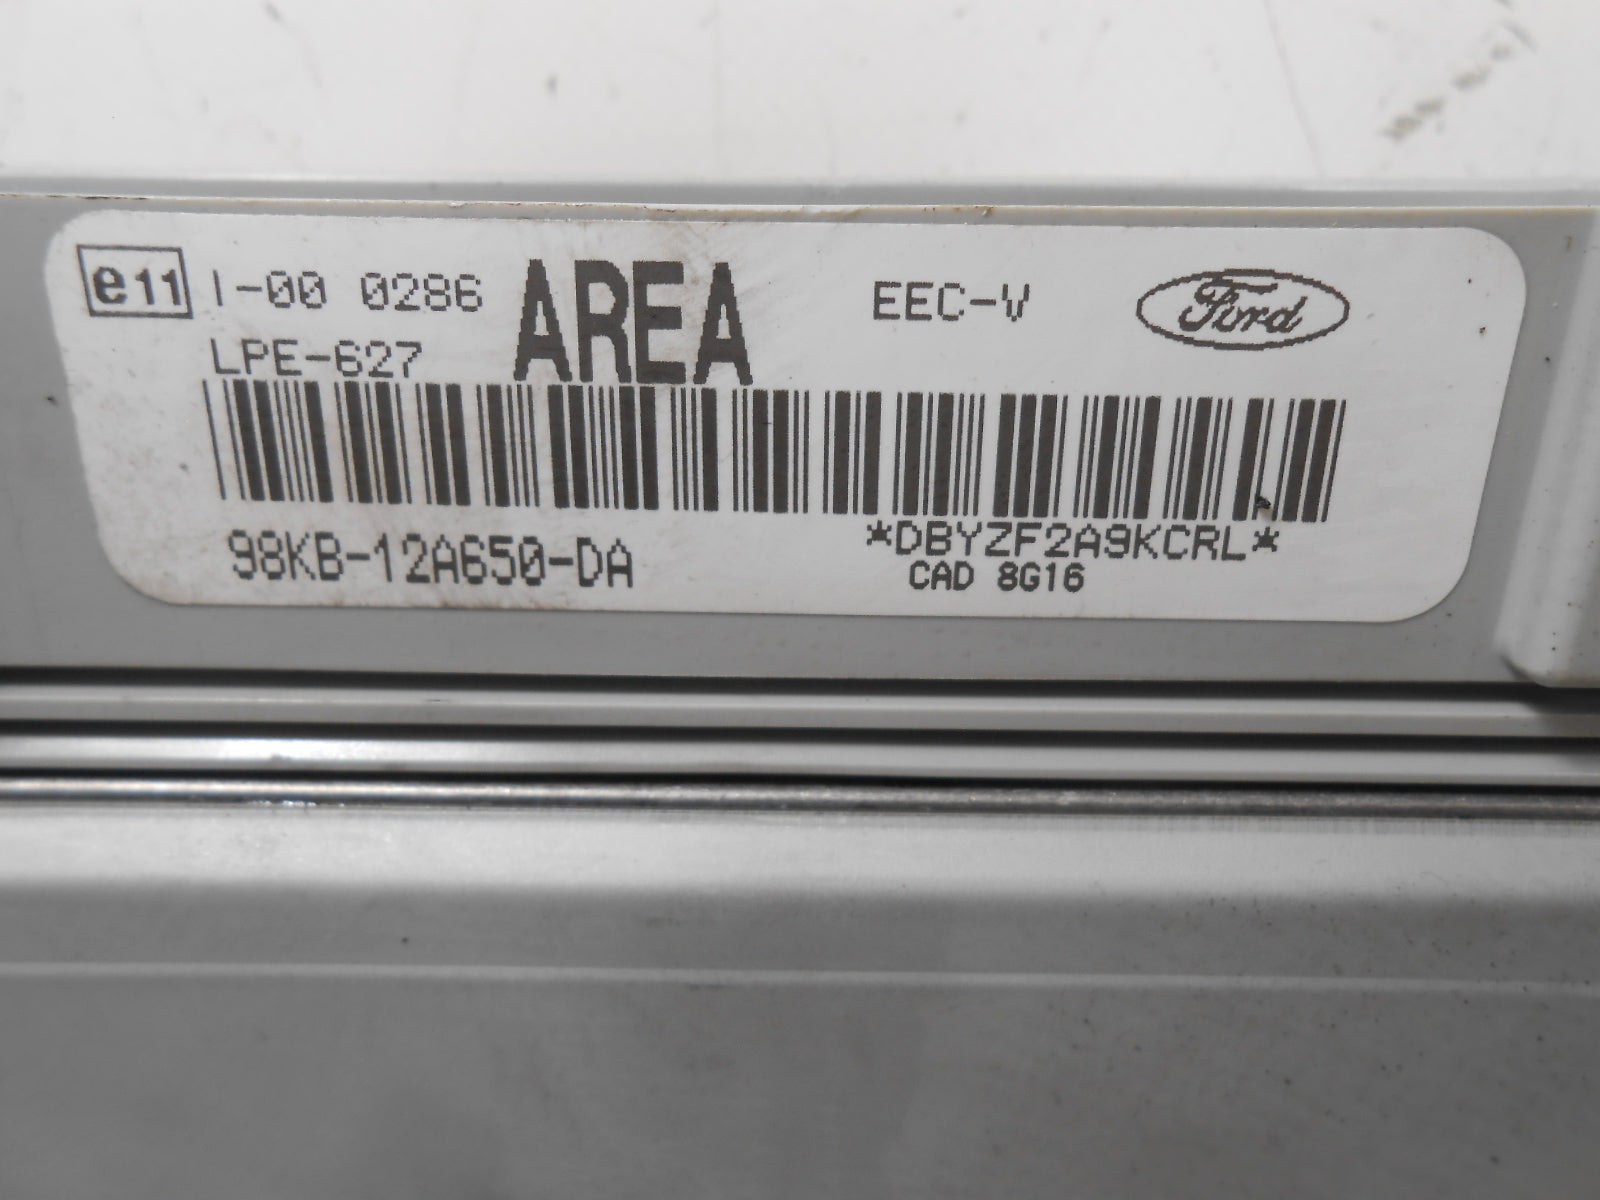 e11 I-00 0286 AREA EEC-V Ford
LPE-627
98KB-12A650-DA *DBYZF2A9KCRL*
CAD 8G16